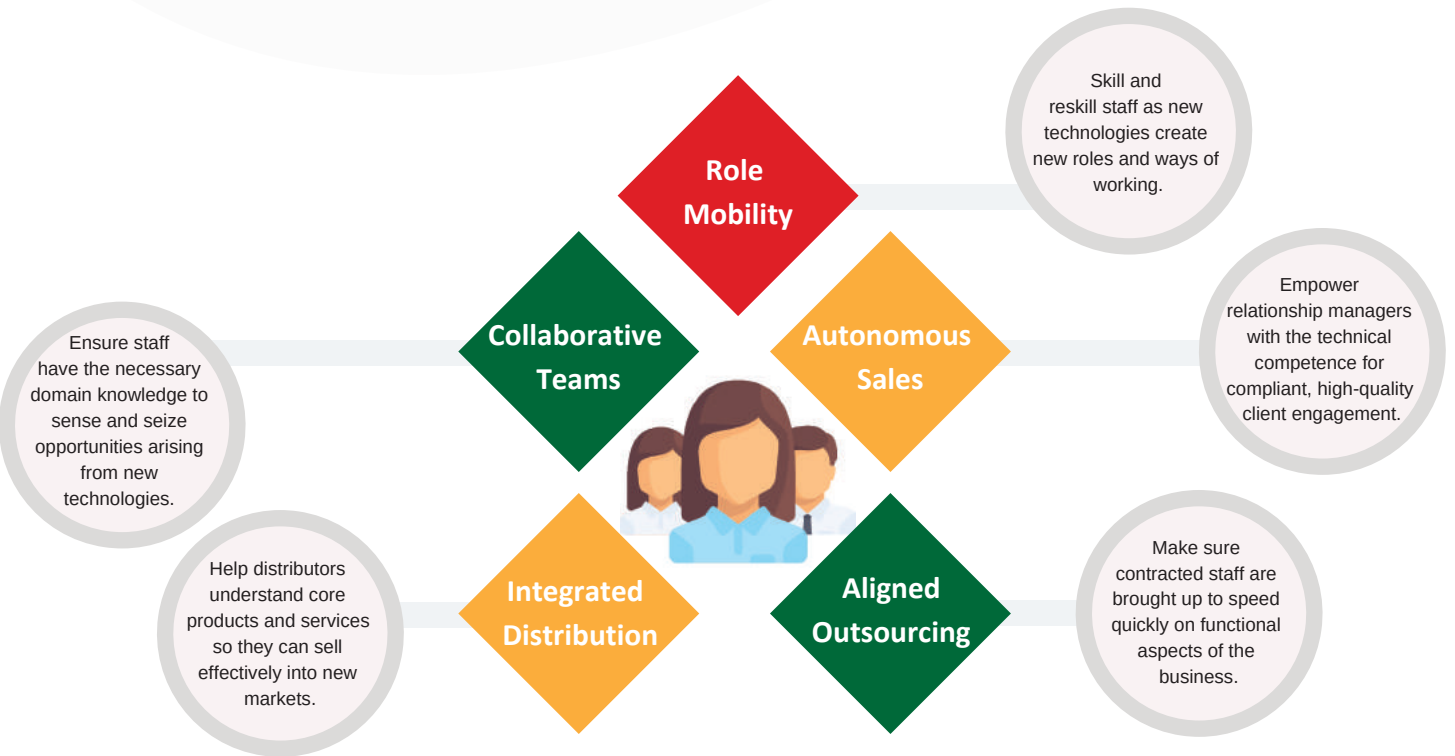 Role
Mobility
Skill and
reskill staff as new
technologies create
new roles and ways of
working.
Collaborative
Teams
Ensure staff
have the necessary
domain knowledge to
sense and seize
opportunities arising
from new
technologies.
Autonomous
Sales
Empower
relationship managers
with the technical
competence for
compliant, high-quality
client engagement.
Integrated
Distribution
Help distributors
understand core
products and services
so they can sell
effectively into new
markets.
Aligned
Outsourcing
Make sure
contracted staff are
brought up to speed
quickly on functional
aspects of the
business.